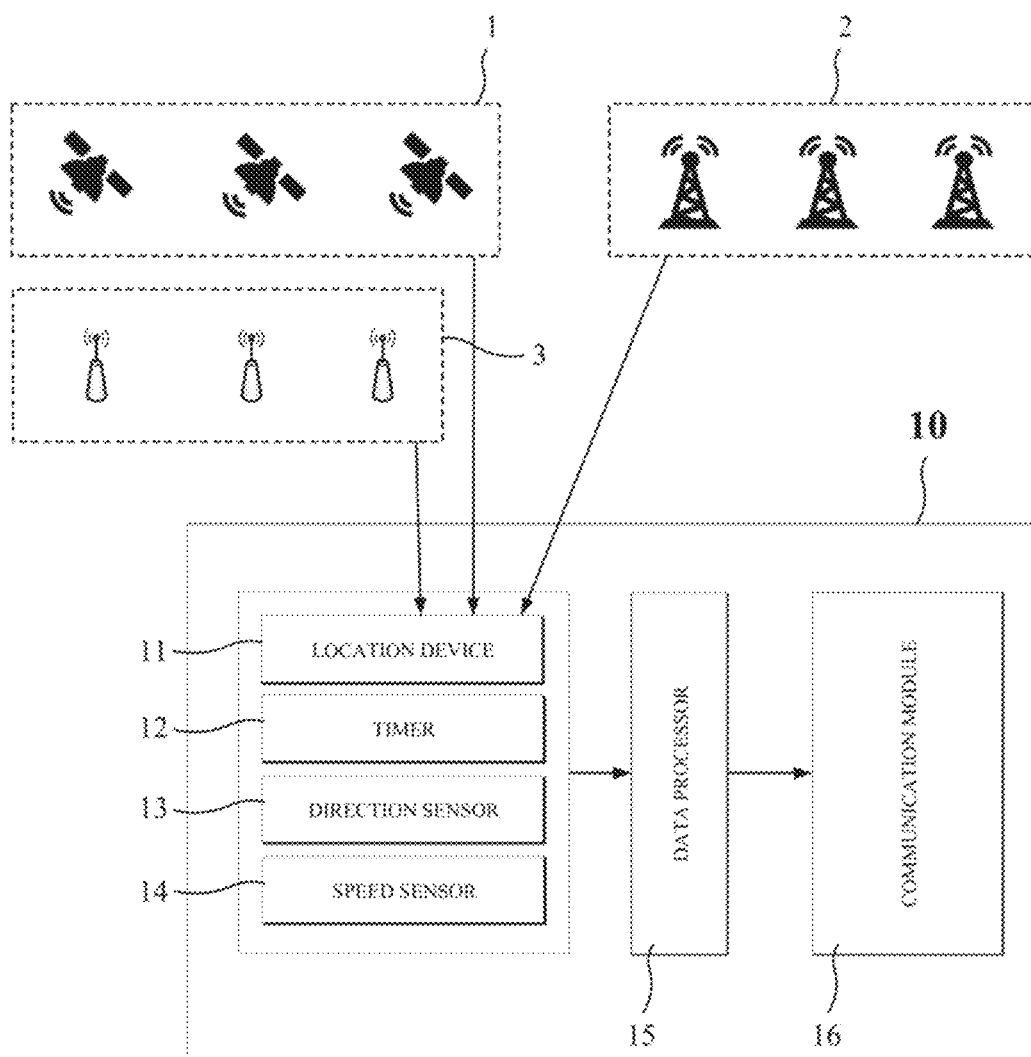 1
2
3
10
11 LOCATION DEVICE
12 TIMER
13 DIRECTION SENSOR
14 SPEED SENSOR
DATA PROCESSOR
COMMUNICATION MODULE
15
16